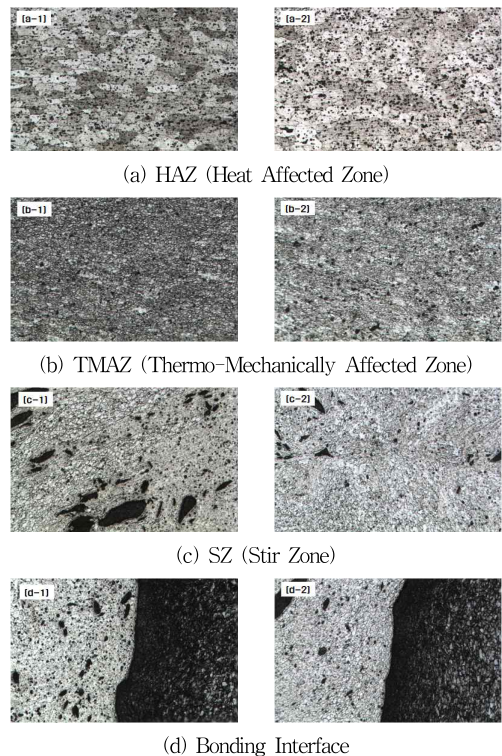 (a-1) (a-2)
(a) HAZ (Heat Affected Zone)
(b-1) (b-2)
(b) TMAZ (Thermo-Mechanically Affected Zone)
(c-1) (c-2)
(c) SZ (Stir Zone)
(d-1) (d-2)
(d) Bonding Interface